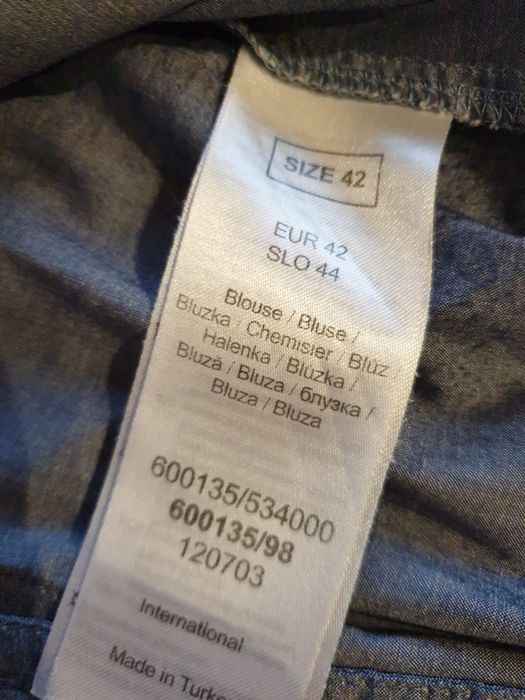 SIZE 42
EUR 42
SLO 44
Blouse / Bluse /
Bluzka / Chemisier / Bluz /
Halenka / Blúzka /
Bluză / Bluza / блузка /
Bluza / Bluza
600135/534000
600135/98
120703
International
Made in